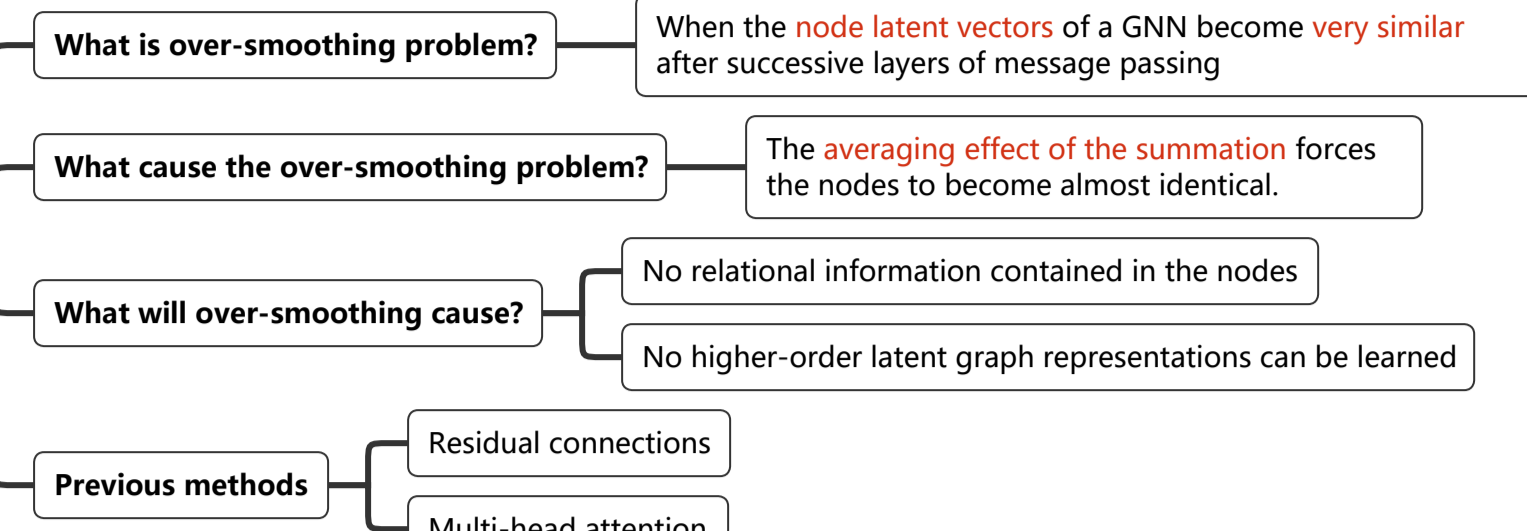 What is over-smoothing problem?
When the node latent vectors of a GNN become very similar
after successive layers of message passing
What cause the over-smoothing problem?
The averaging effect of the summation forces
the nodes to become almost identical.
What will over-smoothing cause?
No relational information contained in the nodes
No higher-order latent graph representations can be learned
Previous methods
Residual connections
Multi-head attention